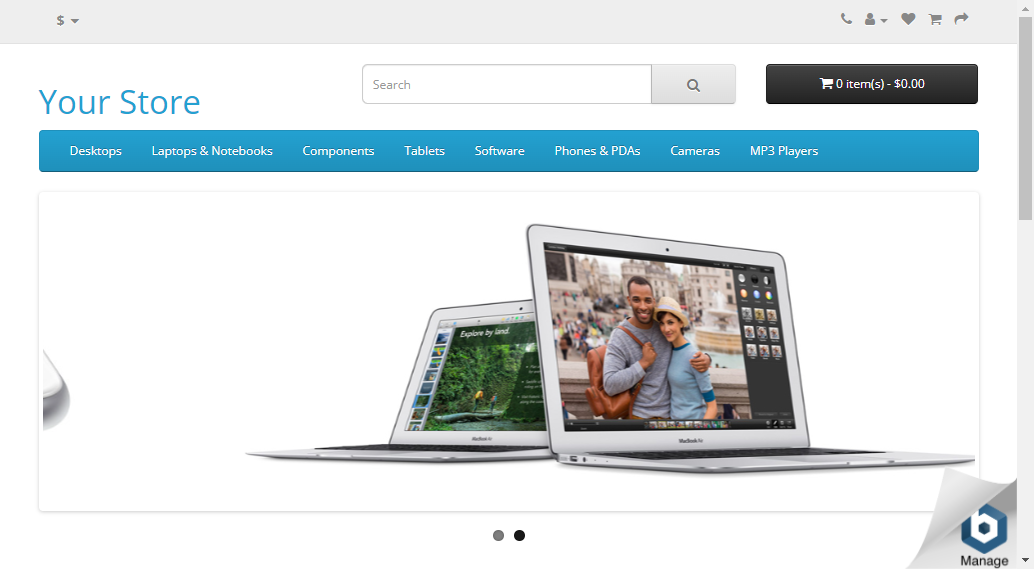 $
Search
0 item(s) - $0.00
Your Store
Desktops
Laptops & Notebooks
Components
Tablets
Software
Phones & PDAs
Cameras
MP3 Players
Explore by land.
MacBook Air
MacBook Air
Manage